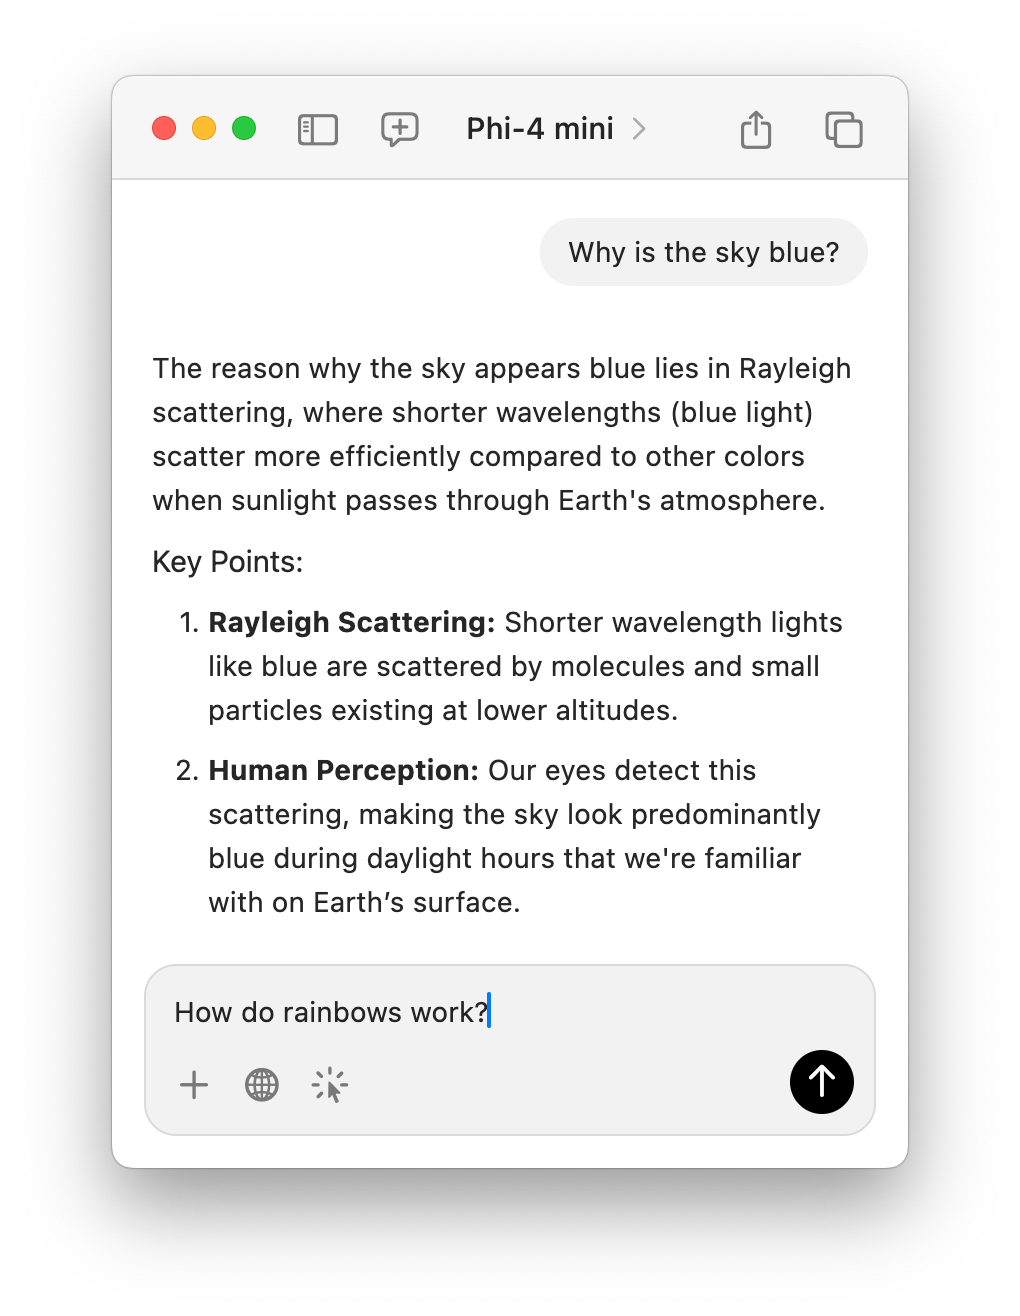 Phi-4 mini
Why is the sky blue?
The reason why the sky appears blue lies in Rayleigh
scattering, where shorter wavelengths (blue light)
scatter more efficiently compared to other colors
when sunlight passes through Earth's atmosphere.
Key Points:
1. Rayleigh Scattering: Shorter wavelength lights
like blue are scattered by molecules and small
particles existing at lower altitudes.
2. Human Perception: Our eyes detect this
scattering, making the sky look predominantly
blue during daylight hours that we're familiar
with on Earth’s surface.
How do rainbows work?